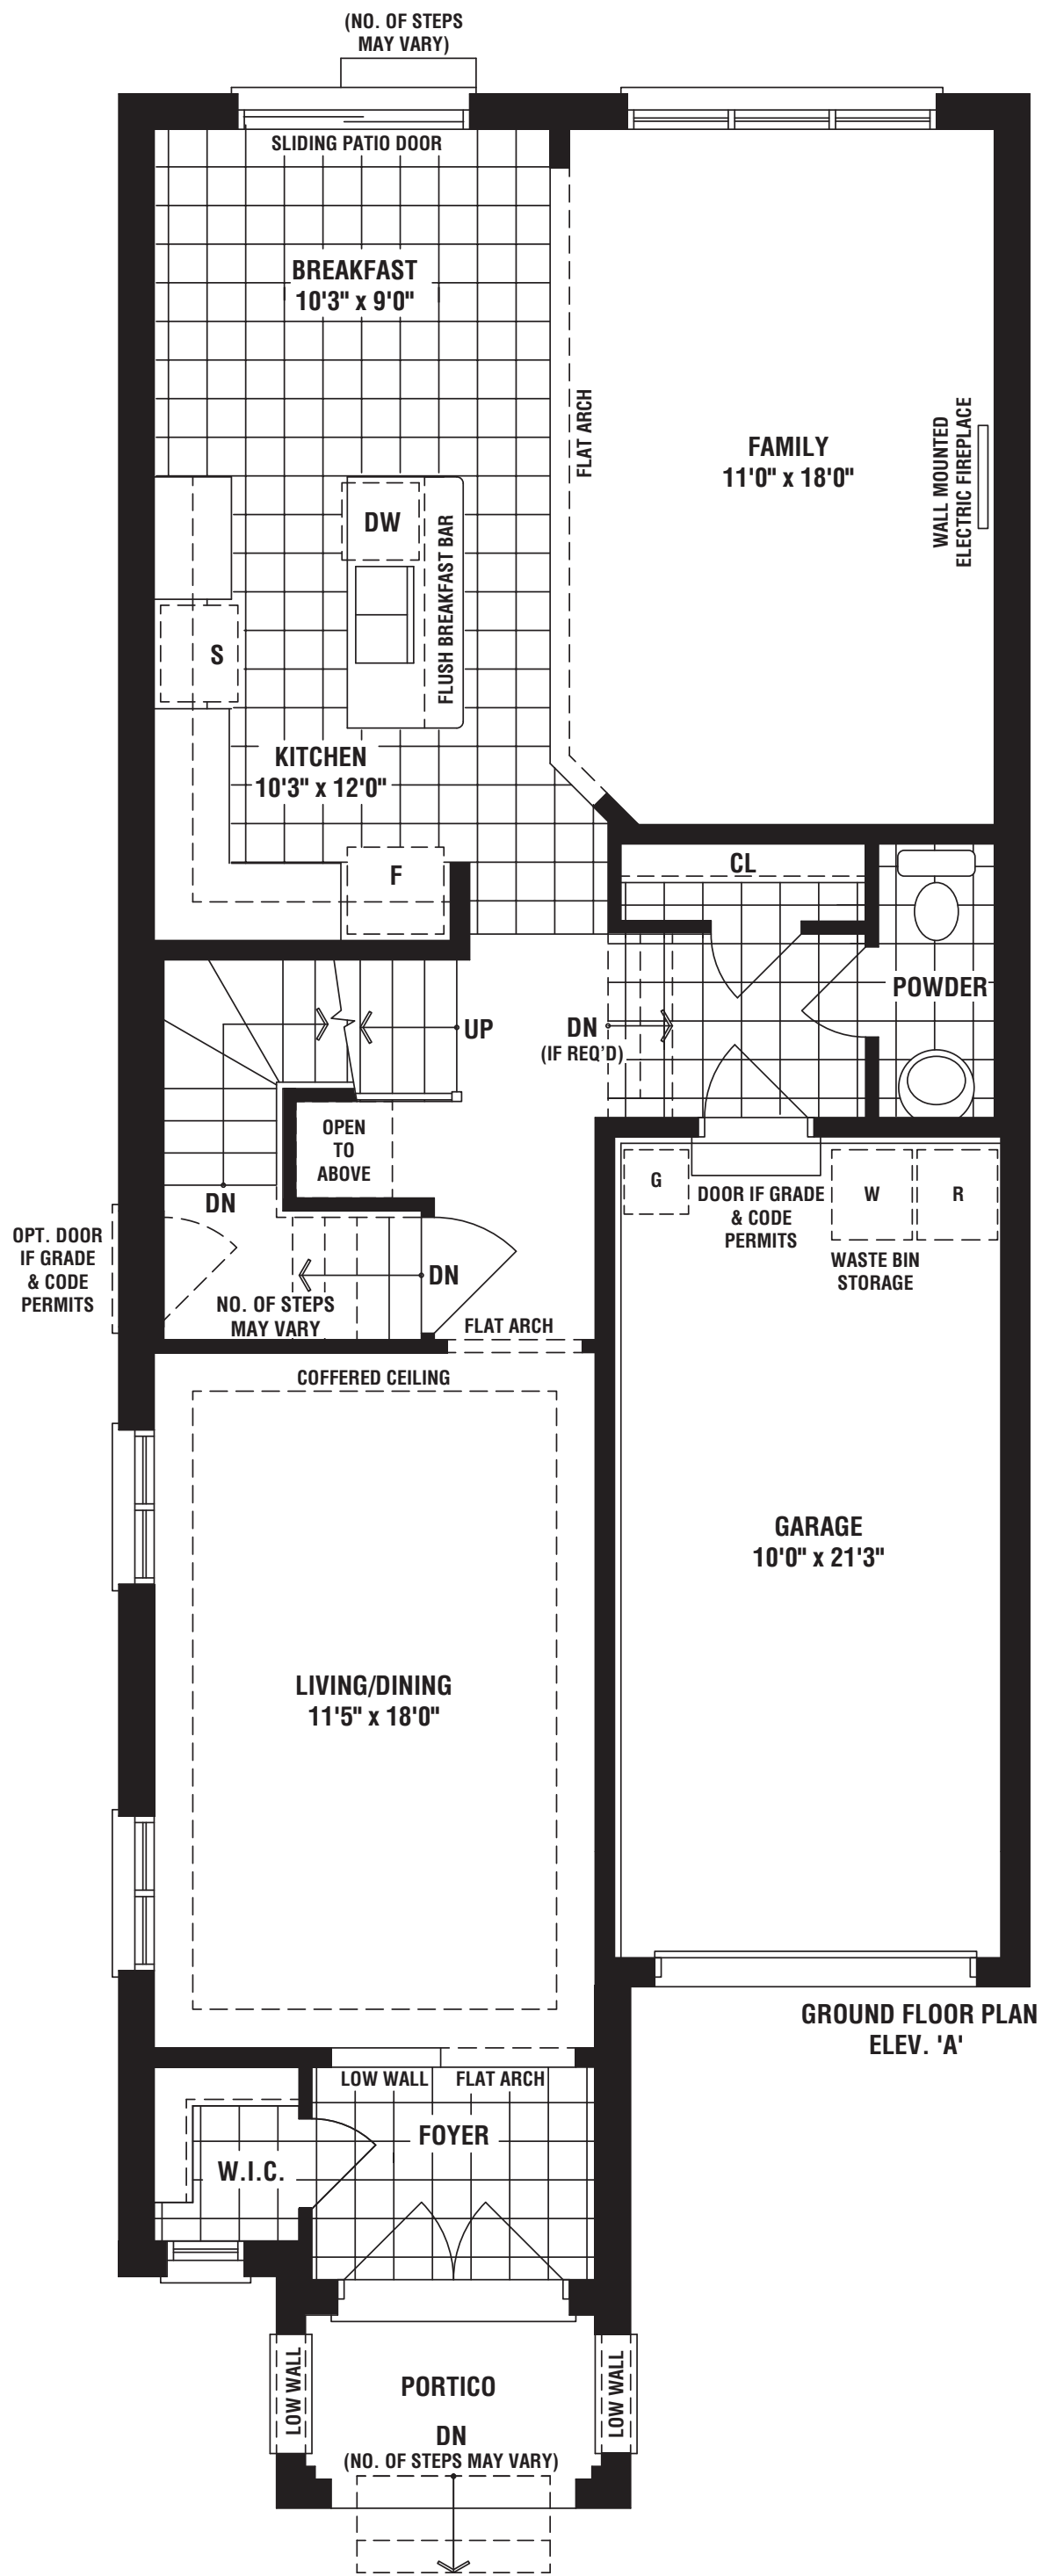 (NO. OF STEPS
MAY VARY)
SLIDING PATIO DOOR
BREAKFAST
10'3" x 9'0"
FLAT ARCH
FAMILY
11'0" x 18'0"
WALL MOUNTED
ELECTRIC FIREPLACE
DW
FLUSH BREAKFAST BAR
S
KITCHEN
10'3" x 12'0"
F
CL
POWDER
UP
DN
(IF REQ'D)
OPEN
TO
ABOVE
DN
OPT. DOOR
IF GRADE
& CODE
PERMITS
DN
NO. OF STEPS
MAY VARY
FLAT ARCH
G
DOOR IF GRADE
& CODE
PERMITS
W
R
WASTE BIN
STORAGE
COFFERED CEILING
GARAGE
10'0" x 21'3"
LIVING/DINING
11'5" x 18'0"
GROUND FLOOR PLAN
ELEV. 'A'
LOW WALL
FLAT ARCH
FOYER
W.I.C.
LOW WALL
PORTICO
LOW WALL
DN
(NO. OF STEPS MAY VARY)